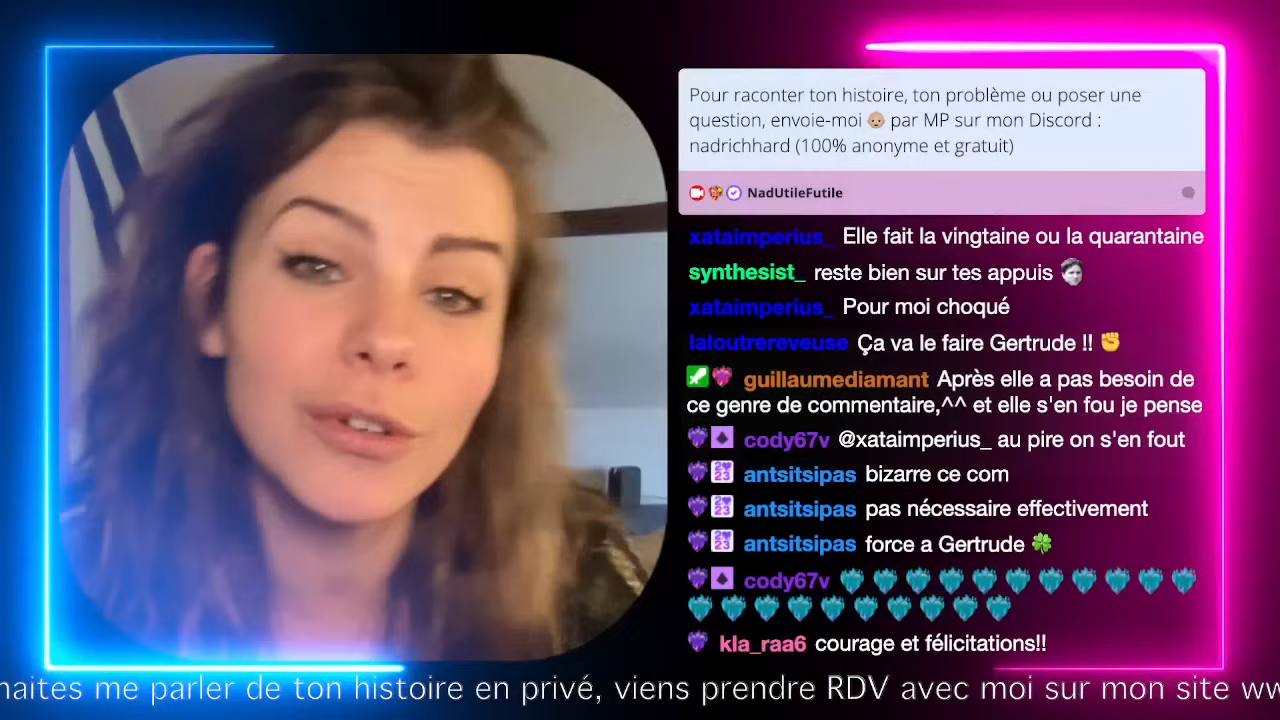 Pour raconter ton histoire, ton problème ou poser une
question, envoie-moi 👶🏼 par MP sur mon Discord :
nadrichhard (100% anonyme et gratuit)
NadUtileFutile
xataimperius_ Elle fait la vingtaine ou la quarantaine
synthesist_ reste bien sur tes appuis
xataimperius_ Pour moi choqué
laloutrereveuse Ça va le faire Gertrude !! ✊
guillaumediamant Après elle a pas besoin de
ce genre de commentaire,^^ et elle s'en fou je pense
cody67v @xataimperius_ au pire on s'en fout
antsitsipas bizarre ce com
antsitsipas pas nécessaire effectivement
antsitsipas force a Gertrude 🍀
cody67v
kla_raa6 courage et félicitations!!
haites me parler de ton histoire en privé, viens prendre RDV avec moi sur mon site ww